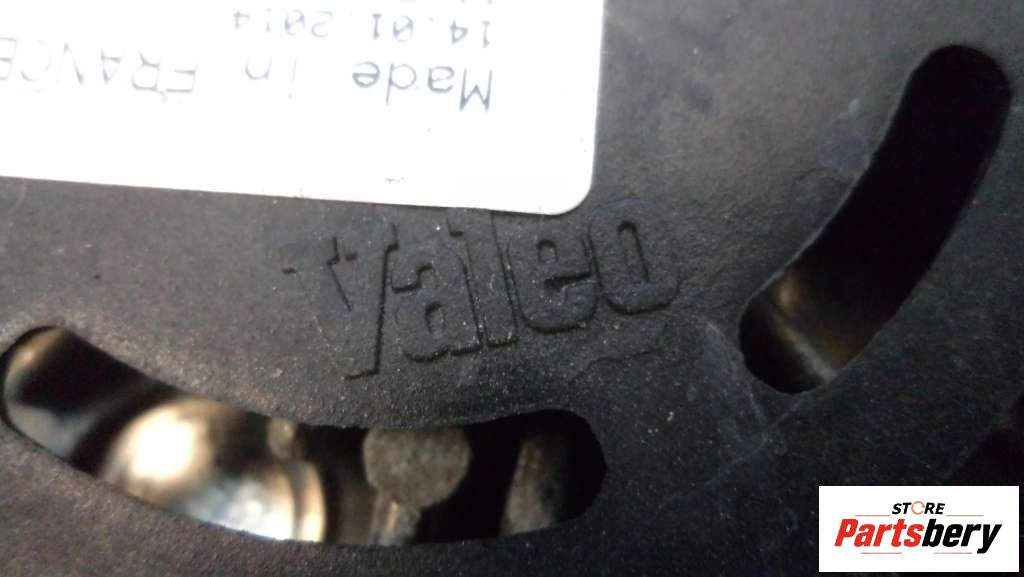 Made in FRANCE
14.01.2014
Valeo
STORE
Partsbery